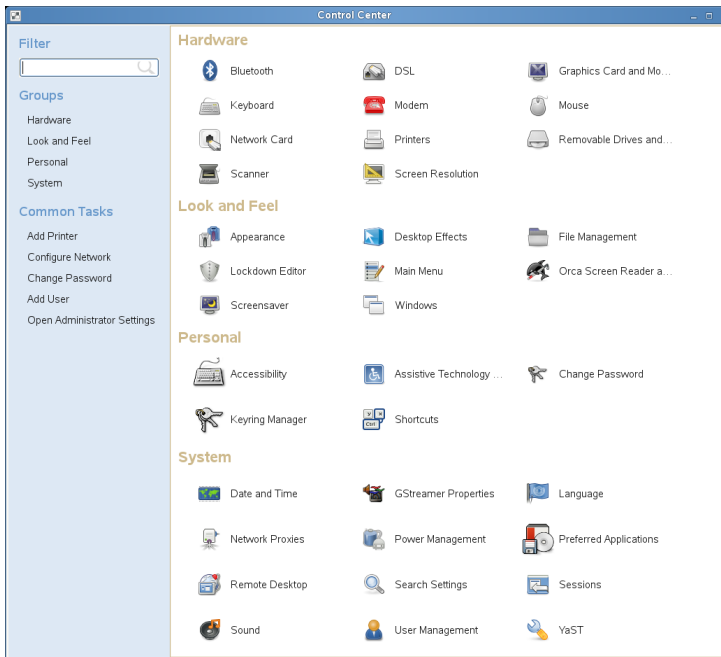 Control Center
Filter
Groups
Hardware
Look and Feel
Personal
System
Common Tasks
Add Printer
Configure Network
Change Password
Add User
Open Administrator Settings
Hardware
Bluetooth
DSL
Graphics Card and Mo...
Keyboard
Modem
Mouse
Network Card
Printers
Removable Drives and...
Scanner
Screen Resolution
Look and Feel
Appearance
Desktop Effects
File Management
Lockdown Editor
Main Menu
Orca Screen Reader a...
Screensaver
Windows
Personal
Accessibility
Assistive Technology ...
Change Password
Keyring Manager
Shortcuts
System
Date and Time
GStreamer Properties
Language
Network Proxies
Power Management
Preferred Applications
Remote Desktop
Search Settings
Sessions
Sound
User Management
YaST